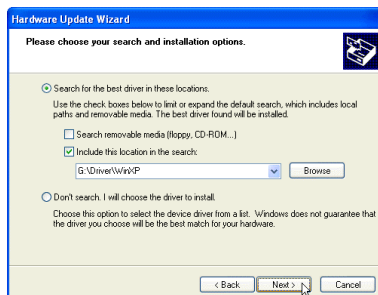 Hardware Update Wizard
Please choose your search and installation options.
Search for the best driver in these locations.
Use the check boxes below to limit or expand the default search, which includes local
paths and removable media. The best driver found will be installed.
Search removable media (floppy, CD-ROM...)
Include this location in the search:
G:\Driver\WinXP
Browse
Don't search. I will choose the driver to install.
Choose this option to select the device driver from a list. Windows does not guarantee that
the driver you choose will be the best match for your hardware.
< Back Next > Cancel